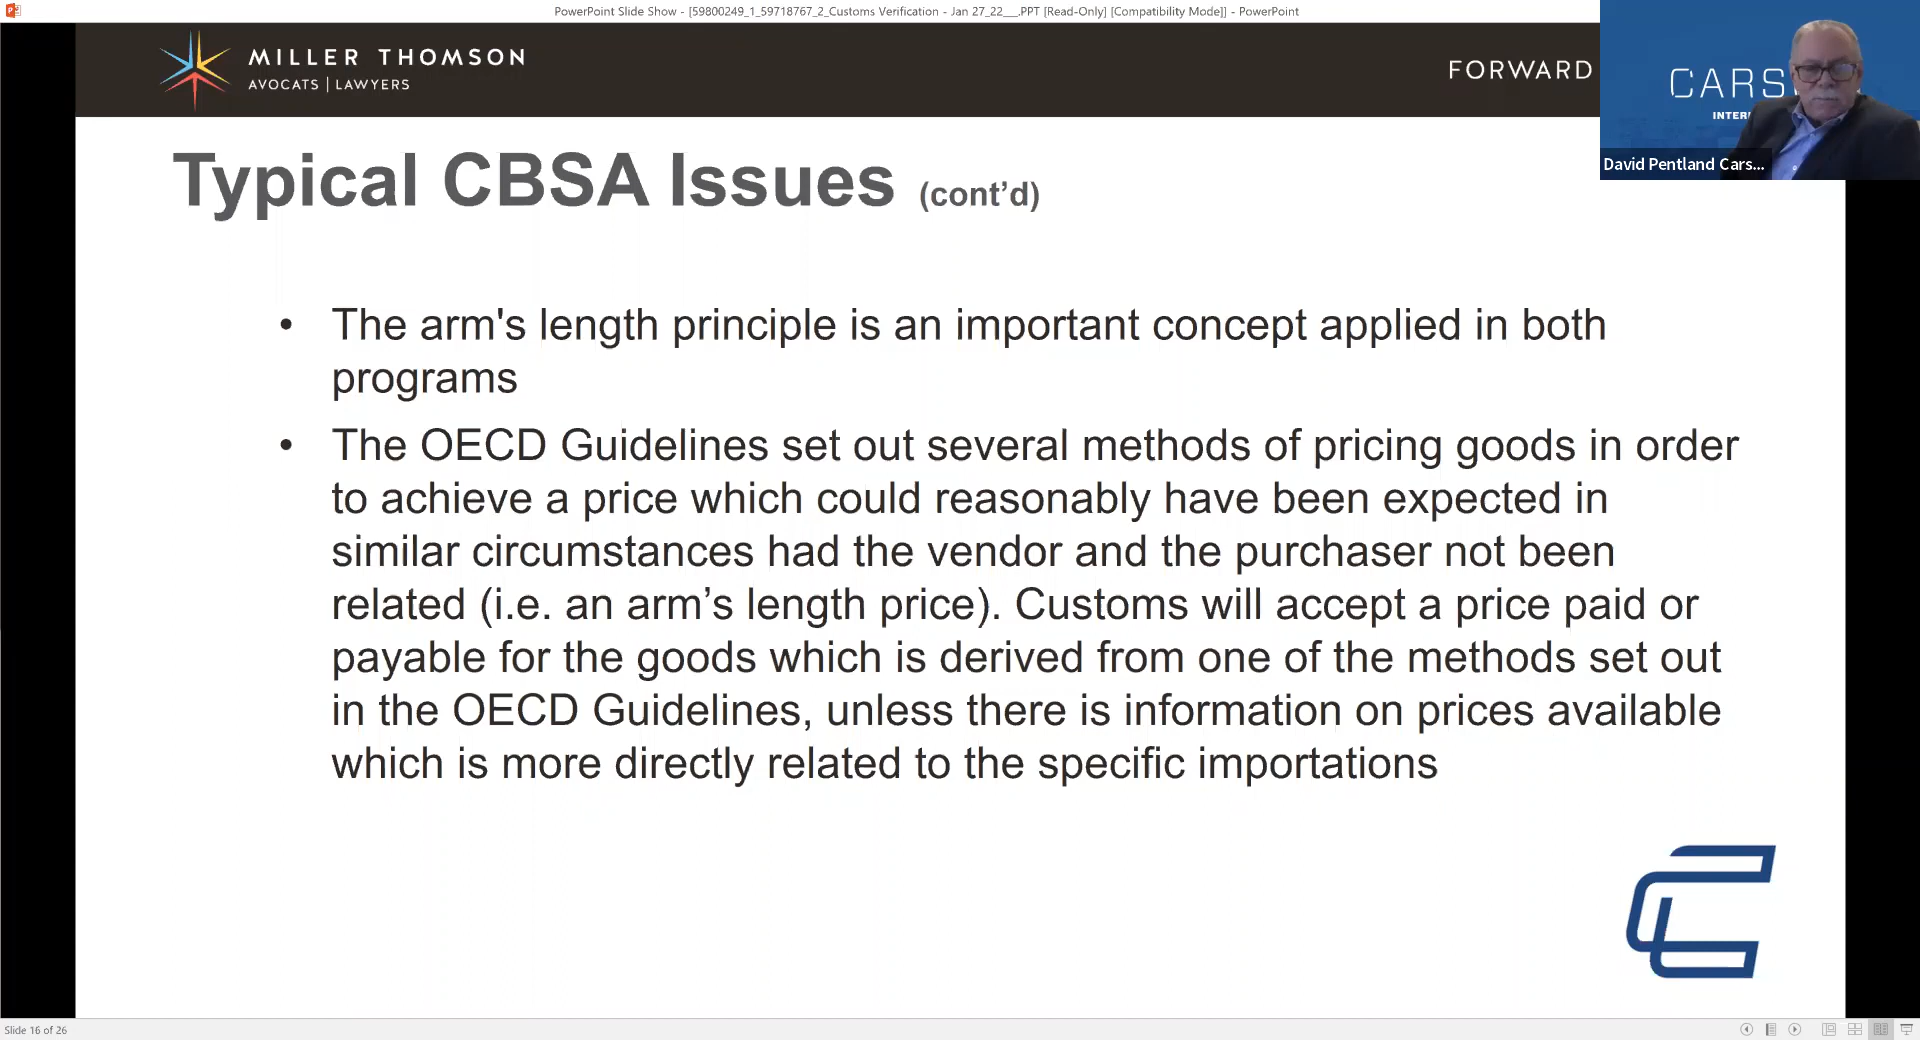 PowerPoint Slide Show - [59800249_1_59718767_2_Customs Verification - Jan 27_22___.PPT [Read-Only] [Compatibility Mode]] - PowerPoint
MILLER THOMSON
AVOCATS | LAWYERS
FORWARD
CARS
INTER
David Pentland Cars...
Typical CBSA Issues (cont’d)
• The arm's length principle is an important concept applied in both
programs
• The OECD Guidelines set out several methods of pricing goods in order
to achieve a price which could reasonably have been expected in
similar circumstances had the vendor and the purchaser not been
related (i.e. an arm’s length price). Customs will accept a price paid or
payable for the goods which is derived from one of the methods set out
in the OECD Guidelines, unless there is information on prices available
which is more directly related to the specific importations
Slide 16 of 26